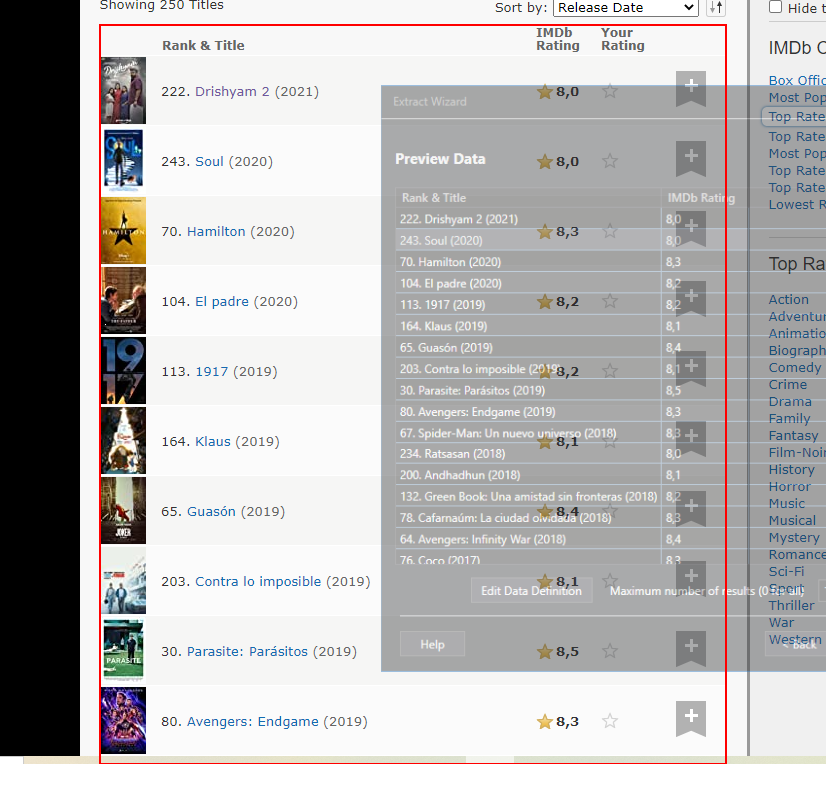 Showing 250 Titles
Sort by: Release Date
Hide t
Rank & Title
IMDb Rating
Your Rating
222. Drishyam 2 (2021) 8,0
243. Soul (2020) 8,0
70. Hamilton (2020) 8,3
104. El padre (2020) 8,2
113. 1917 (2019) 8,2
164. Klaus (2019) 8,1
65. Guasón (2019) 8,4
203. Contra lo imposible (2019) 8,1
30. Parasite: Parásitos (2019) 8,5
80. Avengers: Endgame (2019) 8,3
HAMILTON
19
17
JOKER
PARASITE
Extract Wizard
Preview Data
Rank & Title IMDb Rating
222. Drishyam 2 (2021) 8,0
243. Soul (2020) 8,0
70. Hamilton (2020) 8,3
104. El padre (2020) 8,2
113. 1917 (2019) 8,2
164. Klaus (2019) 8,1
65. Guasón (2019) 8,4
203. Contra lo imposible (2019) 8,1
30. Parasite: Parásitos (2019) 8,5
80. Avengers: Endgame (2019) 8,3
67. Spider-Man: Un nuevo universo (2018) 8,3
234. Ratsasan (2018) 8,0
200. Andhadhun (2018) 8,1
132. Green Book: Una amistad sin fronteras (2018) 8,2
78. Cafarnaúm: La ciudad olvidada (2018) 8,3
64. Avengers: Infinity War (2018) 8,4
76. Coco (2017) 8,3
Edit Data Definition
Maximum number of results (0 for all)
Help
< Back
IMDb C
Box Offic
Most Pop
Top Rate
Top Rate
Most Pop
Top Rate
Top Rate
Lowest R
Top Ra
Action
Adventur
Animatio
Biograph
Comedy
Crime
Drama
Family
Fantasy
Film-Noir
History
Horror
Music
Musical
Mystery
Romance
Sci-Fi
Sport
Thriller
War
Western